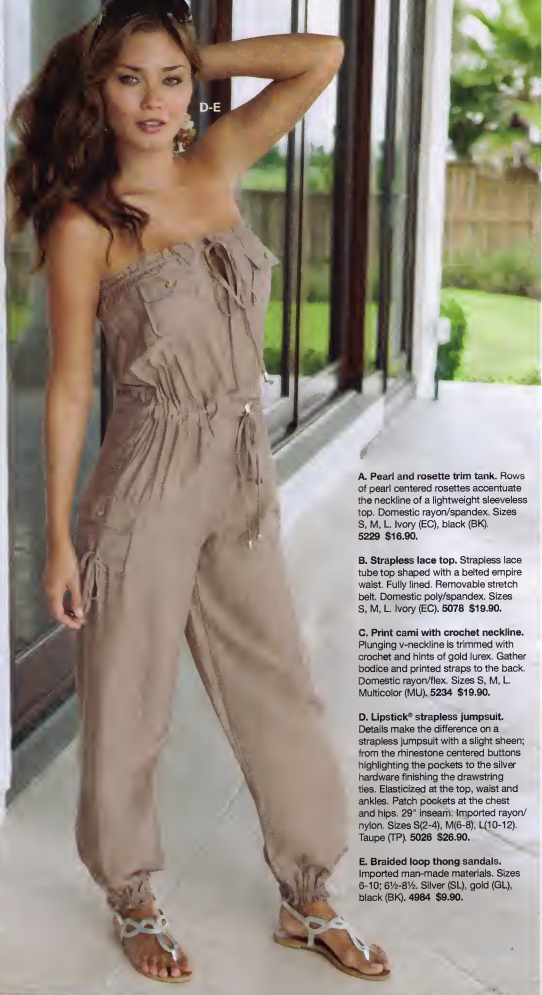 D-E
A. Pearl and rosette trim tank. Rows
of pearl centered rosettes accentuate
the neckline of a lightweight sleeveless
top. Domestic rayon/spandex. Sizes
S, M, L. Ivory (EC), black (BK).
5229 $16.90.
B. Strapless lace top. Strapless lace
tube top shaped with a belted empire
waist. Fully lined. Removable stretch
belt. Domestic poly/spandex. Sizes
S, M, L. Ivory (EC). 5078 $19.90.
C. Print cami with crochet neckline.
Plunging v-neckline is trimmed with
crochet and hints of gold lurex. Gather
bodice and printed straps to the back.
Domestic rayon/flex. Sizes S, M, L.
Multicolor (MU). 5234 $19.90.
D. Lipstick® strapless jumpsuit.
Details make the difference on a
strapless jumpsuit with a slight sheen;
from the rhinestone centered buttons
highlighting the pockets to the silver
hardware finishing the drawstring
ties. Elasticized at the top, waist and
ankles. Patch pockets at the chest
and hips. 29" inseam. Imported rayon/
nylon. Sizes S(2-4), M(6-8), L(10-12).
Taupe (TP). 5026 $26.90.
E. Braided loop thong sandals.
Imported man-made materials. Sizes
6-10; 6½-8½. Silver (SL), gold (GL),
black (BK). 4984 $9.90.